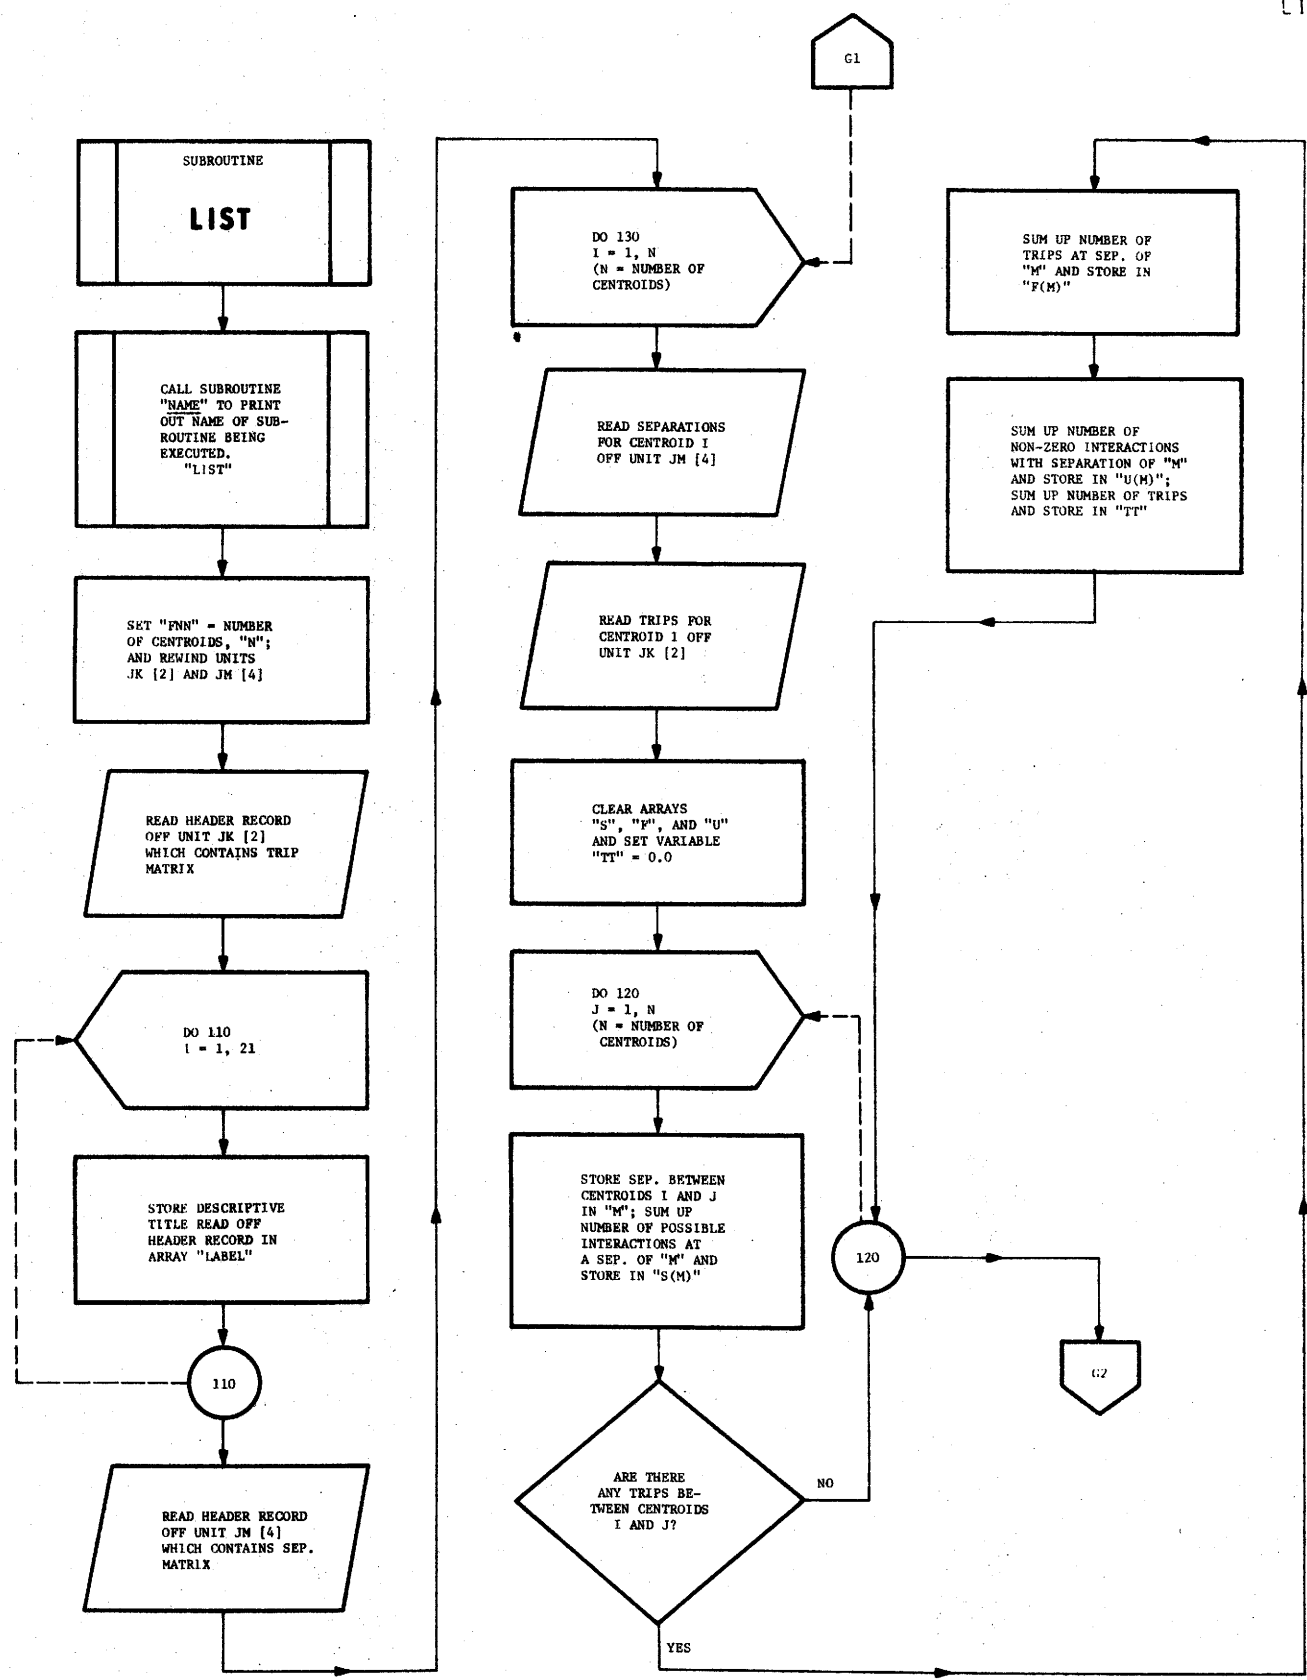 SUBROUTINE
LIST
CALL SUBROUTINE
"NAME" TO PRINT
OUT NAME OF SUB-
ROUTINE BEING
EXECUTED.
"LIST"
SET "FNN" = NUMBER
OF CENTROIDS, "N";
AND REWIND UNITS
JK [2] AND JM [4]
READ HEADER RECORD
OFF UNIT JK [2]
WHICH CONTAINS TRIP
MATRIX
DO 110
I = 1, 21
STORE DESCRIPTIVE
TITLE READ OFF
HEADER RECORD IN
ARRAY "LABEL"
110
READ HEADER RECORD
OFF UNIT JM [4]
WHICH CONTAINS SEP.
MATRIX
G1
DO 130
I = 1, N
(N = NUMBER OF
CENTROIDS)
READ SEPARATIONS
FOR CENTROID I
OFF UNIT JM [4]
READ TRIPS FOR
CENTROID I OFF
UNIT JK [2]
CLEAR ARRAYS
"S", "F", AND "U"
AND SET VARIABLE
"TT" = 0.0
DO 120
J = 1, N
(N = NUMBER OF
CENTROIDS)
STORE SEP. BETWEEN
CENTROIDS I AND J
IN "M"; SUM UP
NUMBER OF POSSIBLE
INTERACTIONS AT
A SEP. OF "M" AND
STORE IN "S(M)"
ARE THERE
ANY TRIPS BE-
TWEEN CENTROIDS
I AND J?
NO
YES
120
G2
SUM UP NUMBER OF
TRIPS AT SEP. OF
"M" AND STORE IN
"F(M)"
SUM UP NUMBER OF
NON-ZERO INTERACTIONS
WITH SEPARATION OF "M"
AND STORE IN "U(M)";
SUM UP NUMBER OF TRIPS
AND STORE IN "TT"